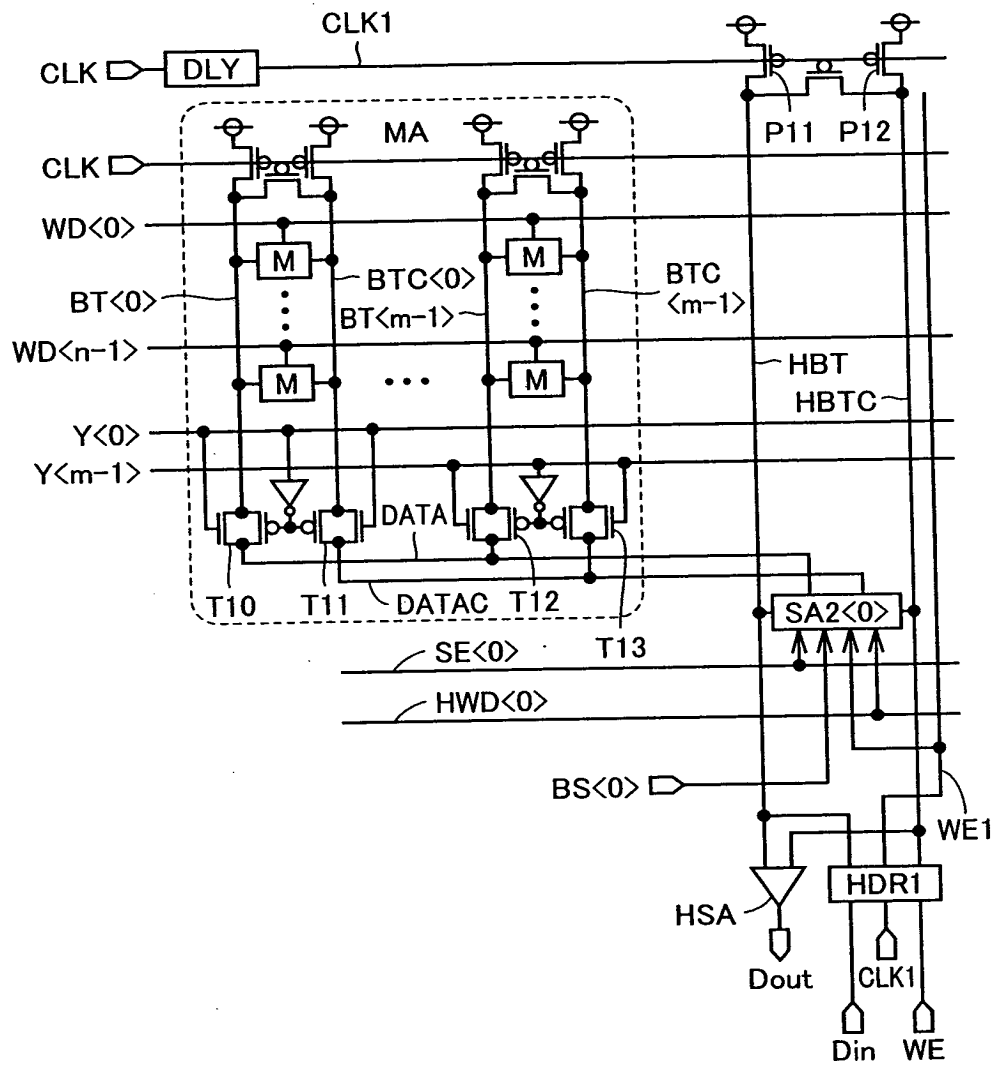 CLK1
CLK
DLY
P11
P12
MA
CLK
WD<0>
M
M
BT<0>
BTC<0>
BT<m-1>
BTC
<m-1>
WD<n-1>
M
M
HBT
HBTC
Y<0>
Y<m-1>
DATA
T10
T11
DATAC
T12
T13
SA2<0>
SE<0>
HWD<0>
BS<0>
WE1
HSA
HDR1
Dout
CLK1
Din
WE